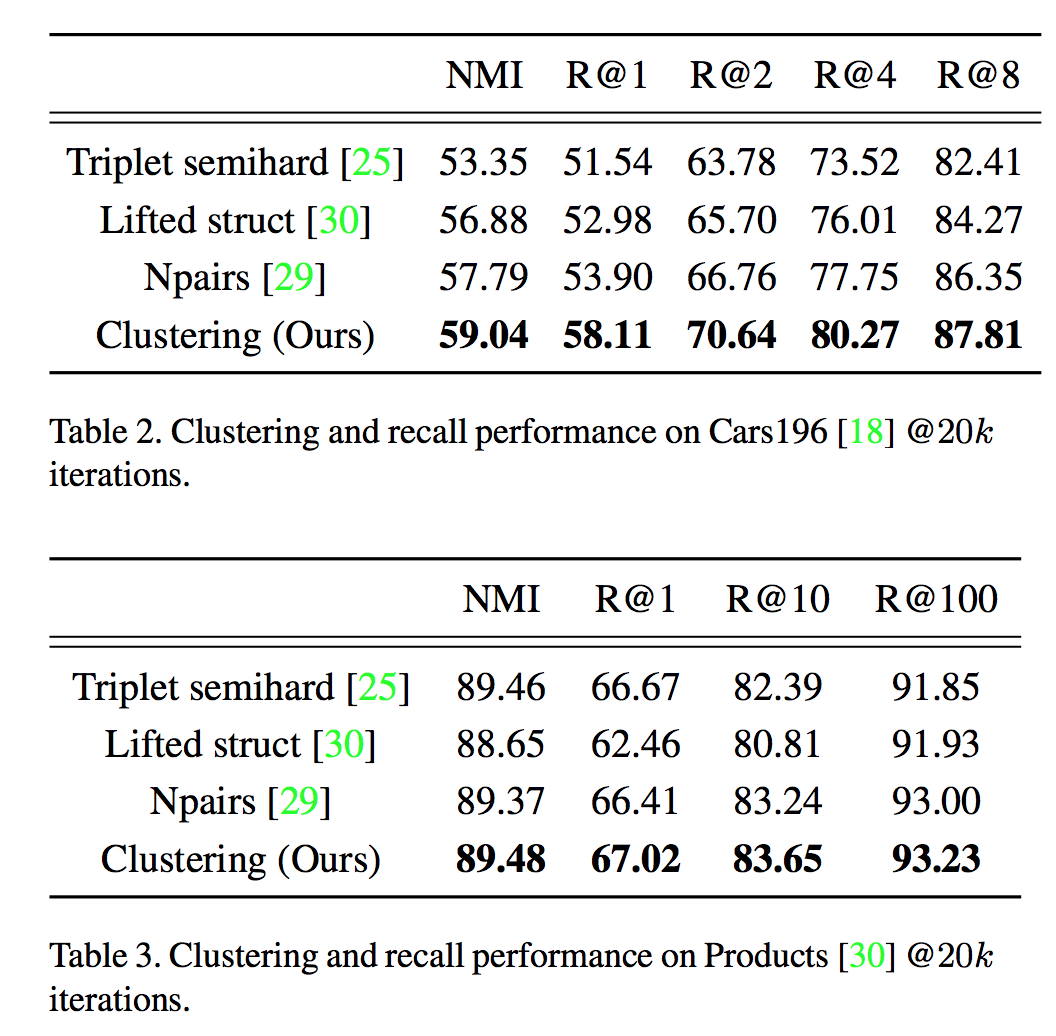 NMI R@1 R@2 R@4 R@8
Triplet semihard [25] 53.35 51.54 63.78 73.52 82.41
Lifted struct [30] 56.88 52.98 65.70 76.01 84.27
Npairs [29] 57.79 53.90 66.76 77.75 86.35
Clustering (Ours) 59.04 58.11 70.64 80.27 87.81
Table 2. Clustering and recall performance on Cars196 [18] @20k
iterations.
NMI R@1 R@10 R@100
Triplet semihard [25] 89.46 66.67 82.39 91.85
Lifted struct [30] 88.65 62.46 80.81 91.93
Npairs [29] 89.37 66.41 83.24 93.00
Clustering (Ours) 89.48 67.02 83.65 93.23
Table 3. Clustering and recall performance on Products [30] @20k
iterations.